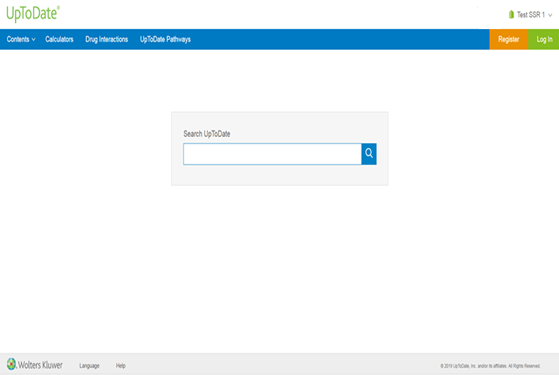 UpToDate®
Test SSR 1
Contents Calculators Drug Interactions UpToDate Pathways Register Log In
Search UpToDate
Wolters Kluwer Language Help © 2019 UpToDate, Inc. and/or its affiliates. All Rights Reserved.